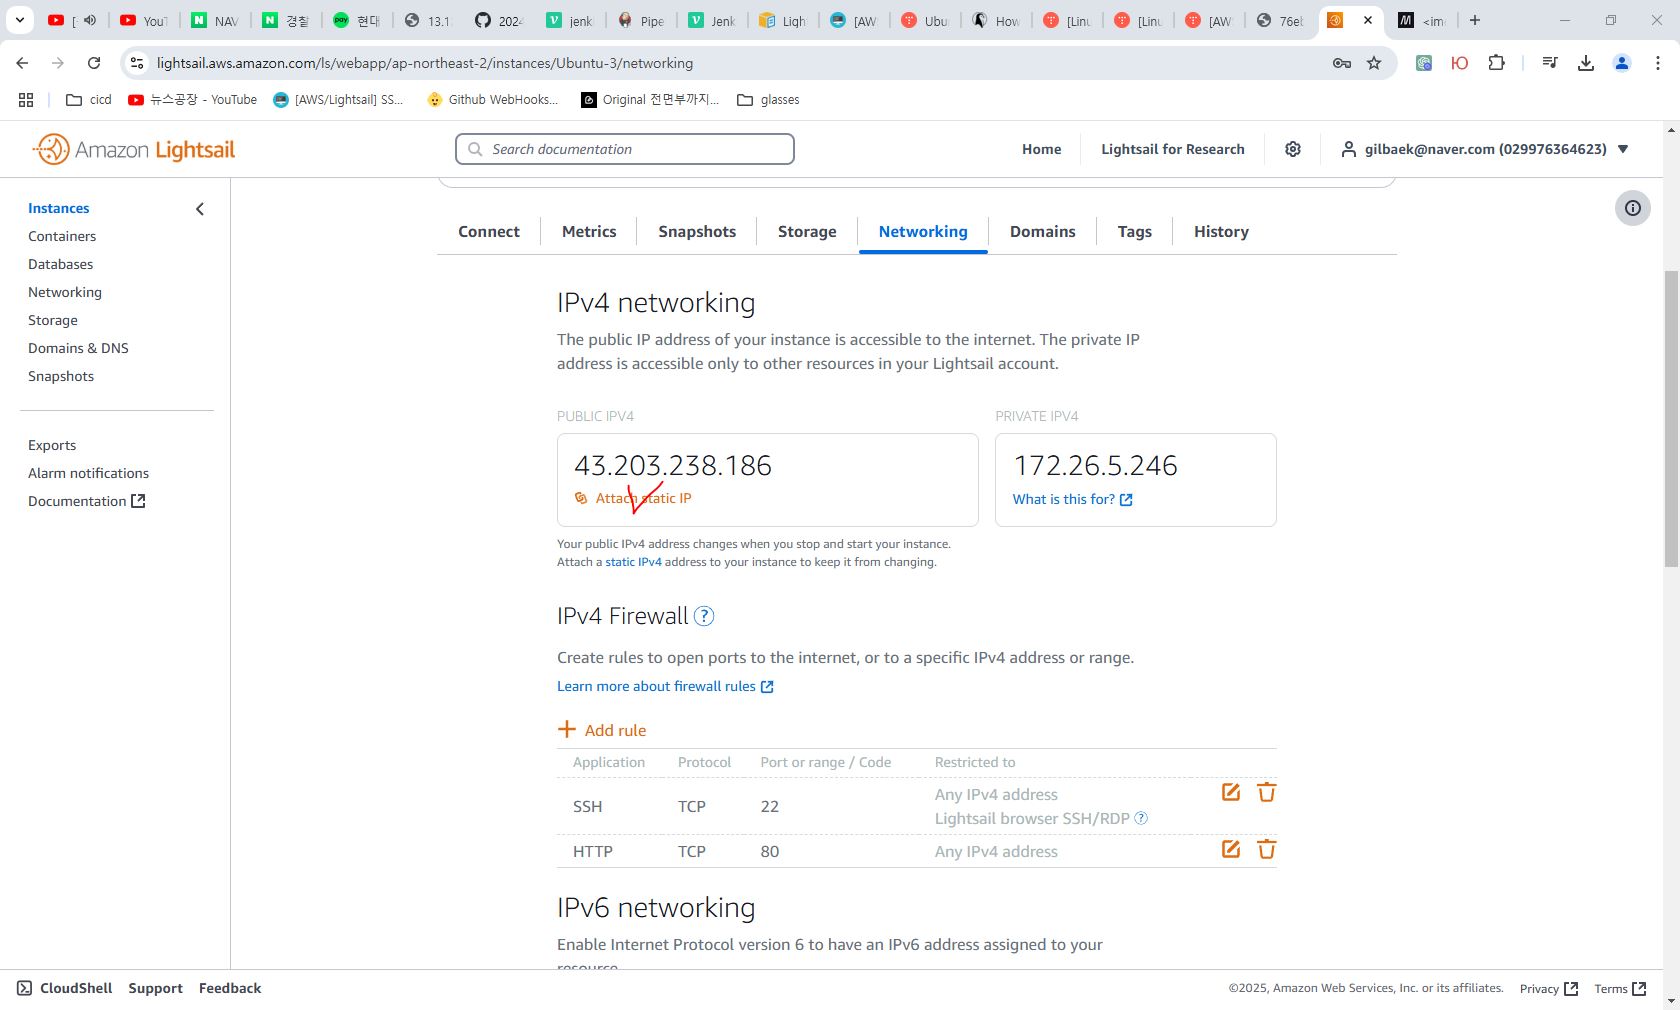 [
YouT
NAV
경찰
현대
13.1
2024
jenk
Pipe
Jenk
Ligh
[AW
Ubu
How
[Linu
[Linu
[AW
76eb
<im
lightsail.aws.amazon.com/ls/webapp/ap-northeast-2/instances/Ubuntu-3/networking
cicd
뉴스공장 - YouTube
[AWS/Lightsail] SS...
Github WebHooks...
Original 전면부까지...
glasses
Amazon Lightsail
Search documentation
Home
Lightsail for Research
gilbaek@naver.com (029976364623)
Instances
Containers
Databases
Networking
Storage
Domains & DNS
Snapshots
Exports
Alarm notifications
Documentation
Connect
Metrics
Snapshots
Storage
Networking
Domains
Tags
History
IPv4 networking
The public IP address of your instance is accessible to the internet. The private IP
address is accessible only to other resources in your Lightsail account.
PUBLIC IPV4
43.203.238.186
Attach static IP
PRIVATE IPV4
172.26.5.246
What is this for?
Your public IPv4 address changes when you stop and start your instance.
Attach a static IPv4 address to your instance to keep it from changing.
IPv4 Firewall ?
Create rules to open ports to the internet, or to a specific IPv4 address or range.
Learn more about firewall rules
+ Add rule
Application Protocol Port or range / Code Restricted to
SSH TCP 22 Any IPv4 address
Lightsail browser SSH/RDP ?
HTTP TCP 80 Any IPv4 address
IPv6 networking
Enable Internet Protocol version 6 to have an IPv6 address assigned to your
resource.
CloudShell
Support
Feedback
©2025, Amazon Web Services, Inc. or its affiliates.
Privacy
Terms